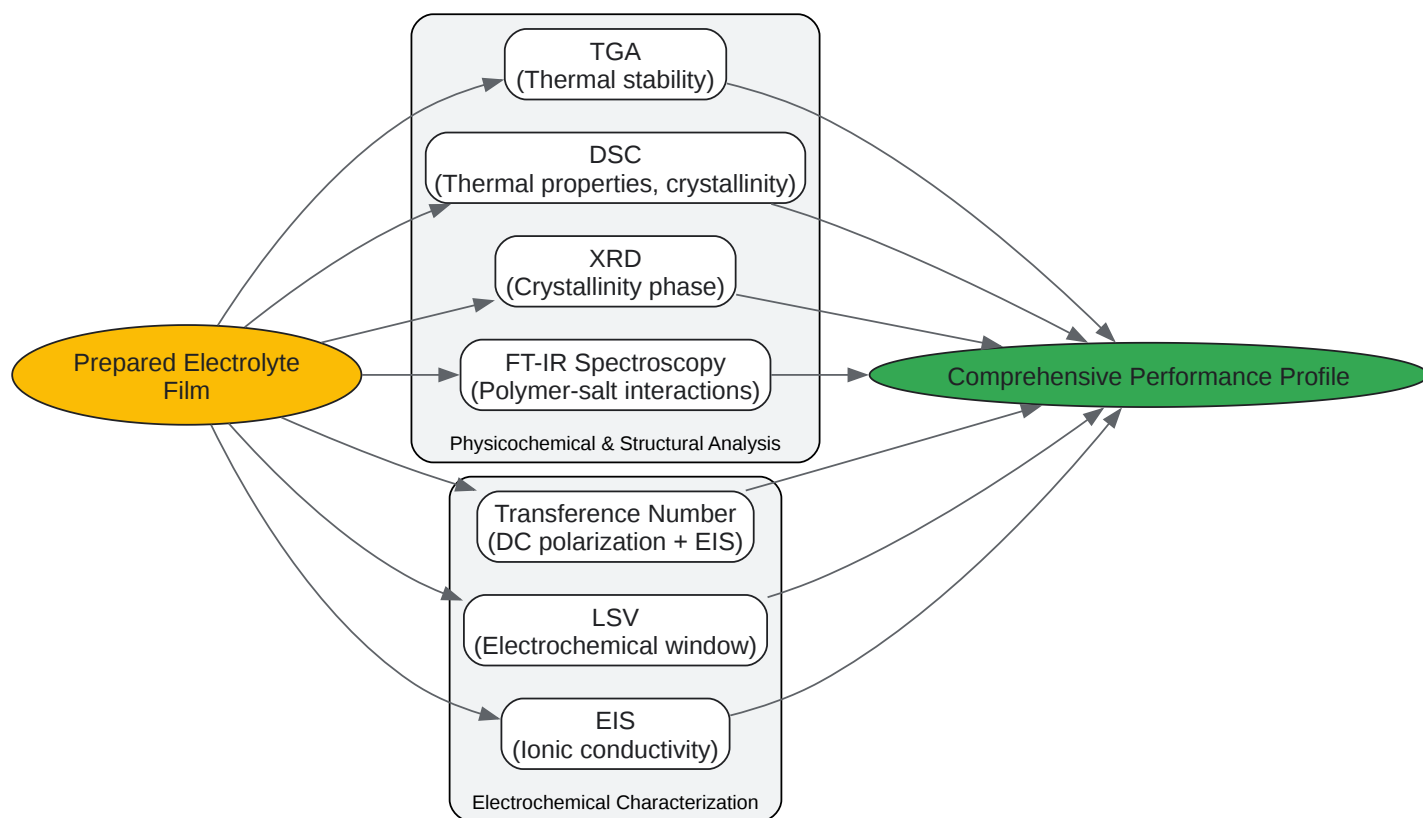 Prepared Electrolyte
Film
TGA
(Thermal stability)
DSC
(Thermal properties, crystallinity)
XRD
(Crystallinity phase)
FT-IR Spectroscopy
(Polymer-salt interactions)
Physicochemical & Structural Analysis
Transference Number
(DC polarization + EIS)
LSV
(Electrochemical window)
EIS
(Ionic conductivity)
Electrochemical Characterization
Comprehensive Performance Profile